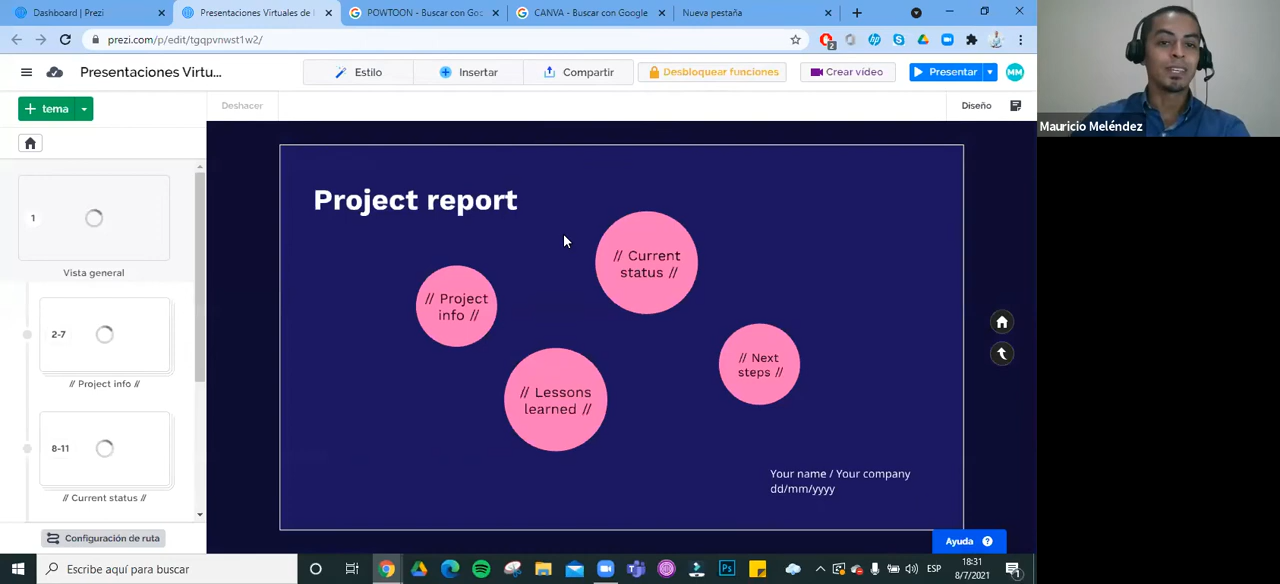 Dashboard | Prezi
Presentaciones Virtuales de
POWTOON - Buscar con Goo
CANVA - Buscar con Google
Nueva pestaña
prezi.com/p/edit/tgqpvnwst1w2/
2
Presentaciones Virtu...
Estilo
Insertar
Compartir
Desbloquear funciones
Crear video
Presentar
MM
tema
Deshacer
Diseño
Mauricio Meléndez
1
Vista general
2-7
// Project info //
8-11
// Current status //
Configuración de ruta
Project report
// Current
status //
// Project
info //
// Next
steps //
// Lessons
learned //
Your name / Your company
dd/mm/yyyy
Ayuda
Escribe aquí para buscar
Ps
ESP
18:31
8/7/2021
1